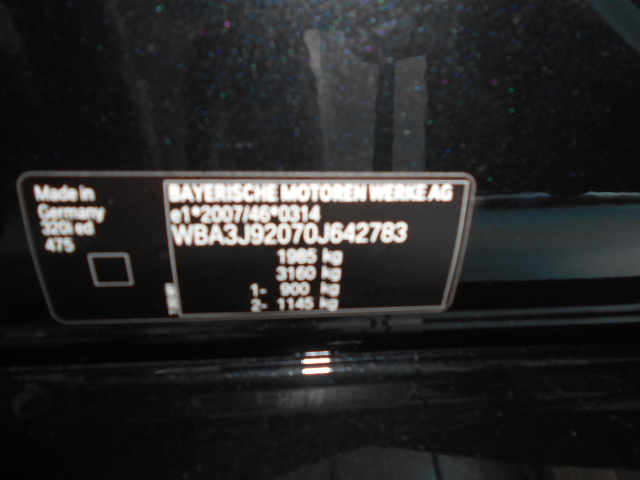 Made in
Germany
320i ed
475
BAYERISCHE MOTOREN WERKE AG
e1*2007/46*0314
WBA3J92070J642783
1985 kg
3160 kg
1- 900 kg
2- 1145 kg